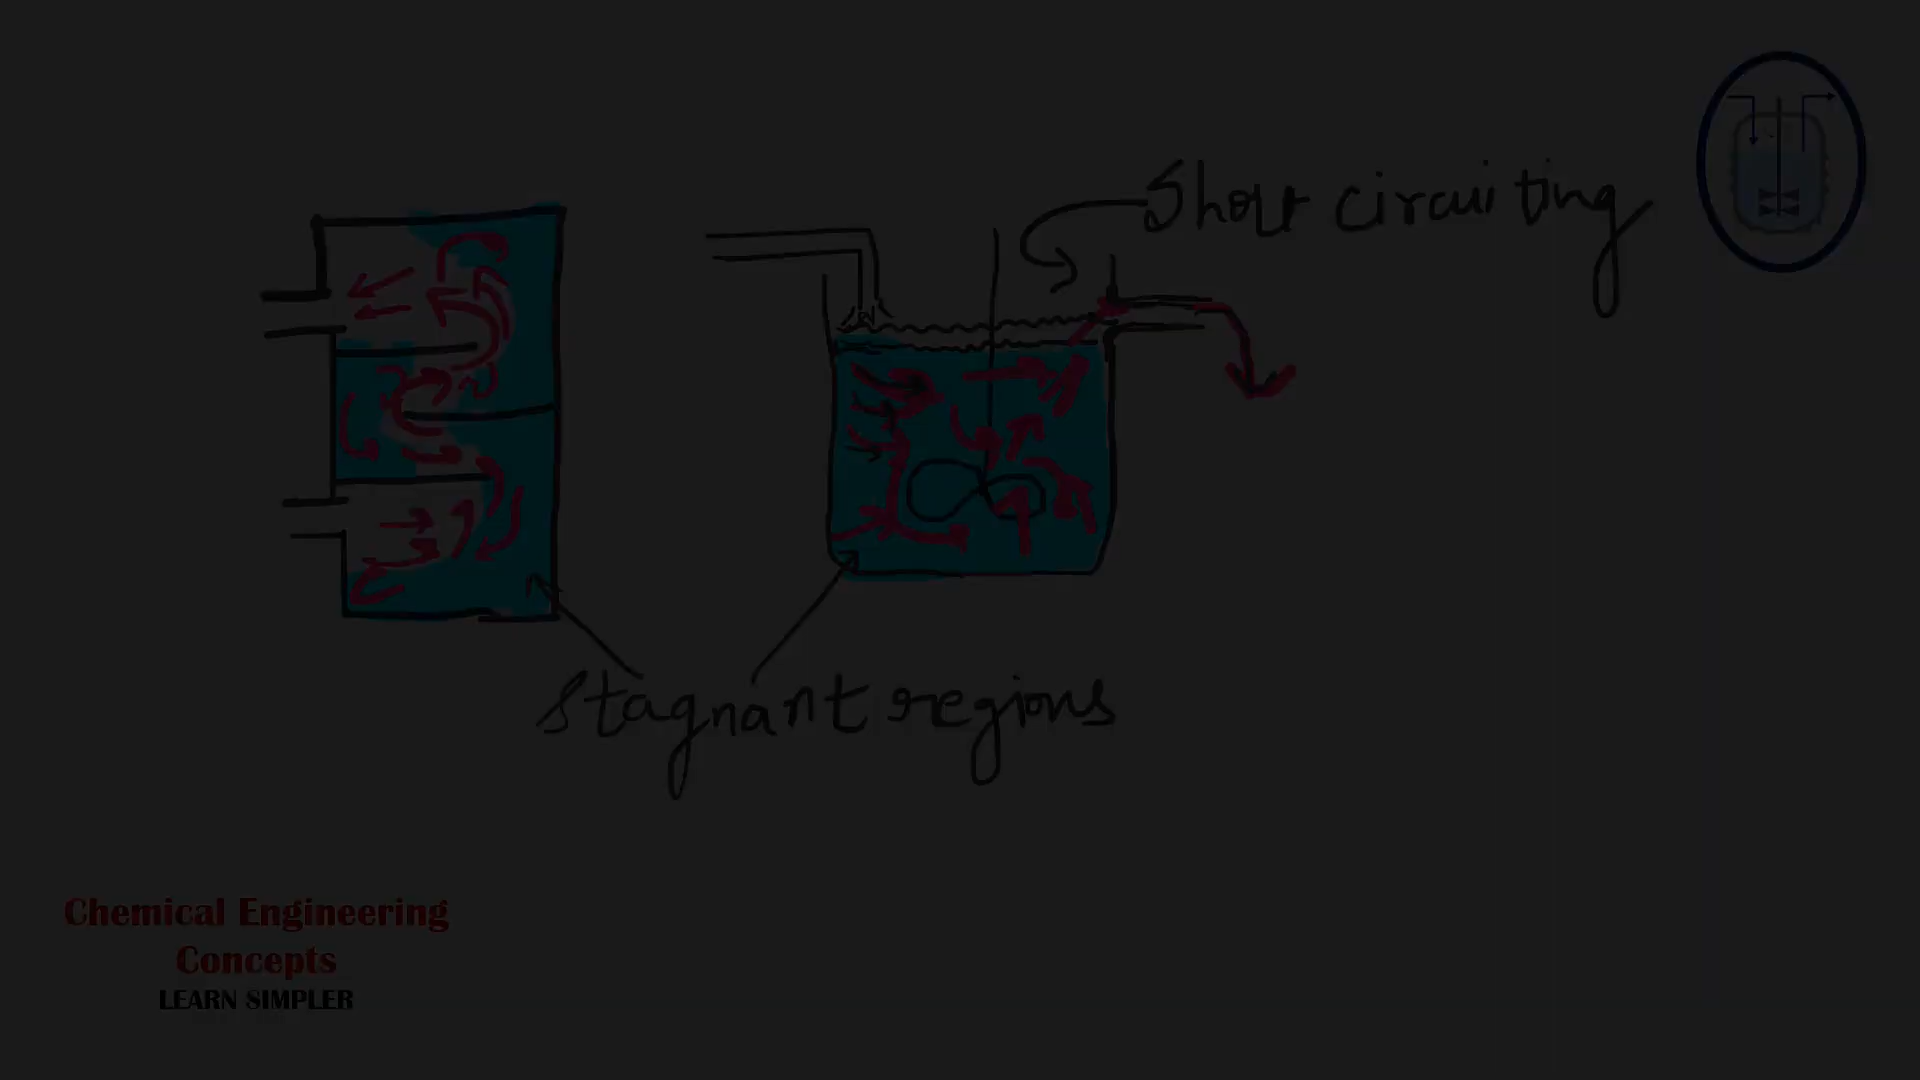 Short circuiting
Stagnant regions
Chemical Engineering
Concepts
LEARN SIMPLER